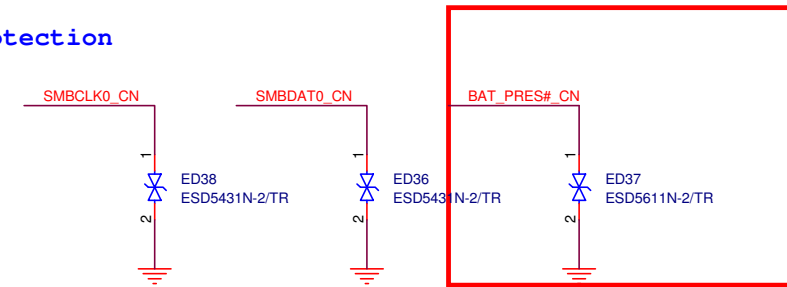 otection
SMBCLK0_CN
SMBDAT0_CN
BAT_PRES#_CN
1
1
1
ED38
ESD5431N-2/TR
ED36
ESD5431N-2/TR
ED37
ESD5611N-2/TR
2
2
2